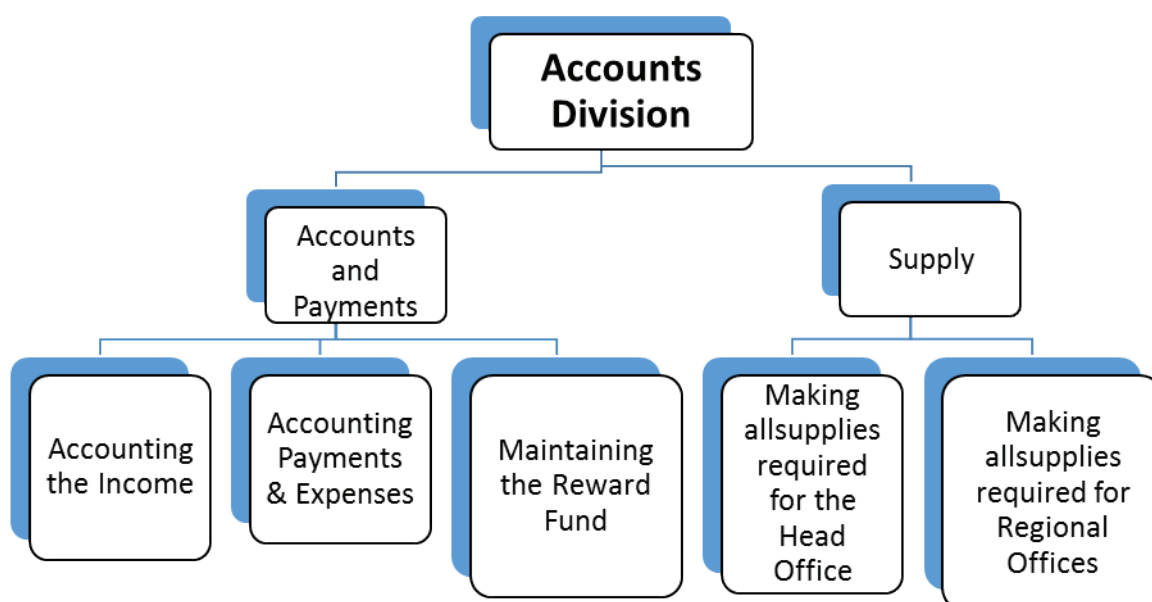 Accounts
Division
Accounts
and
Payments
Supply
Accounting
the Income
Accounting
Payments
& Expenses
Maintaining
the Reward
Fund
Making
allsupplies
required
for the
Head
Office
Making
allsupplies
required for
Regional
Offices